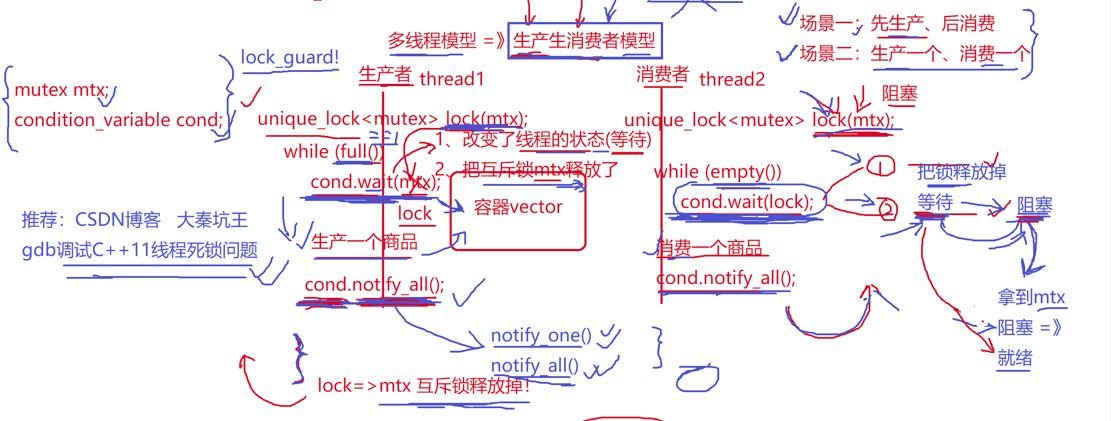 多线程模型 =》生产生消费者模型
场景一：先生产、后消费
场景二：生产一个、消费一个
lock_guard!
mutex mtx;
condition_variable cond;
生产者 thread1
unique_lock<mutex> lock(mtx);
==1
while (full())
cond.wait(mtx);
lock
1、改变了线程的状态(等待)
2、把互斥锁mtx释放了
容器vector
生产一个商品
cond.notify_all();
推荐：CSDN博客 大秦坑王
gdb调试C++11线程死锁问题
notify_one()
notify_all()
lock=>mtx 互斥锁释放掉！
消费者 thread2
阻塞
unique_lock<mutex> lock(mtx);
while (empty())
cond.wait(lock);
① 把锁释放掉
② 等待 阻塞
消费一个商品
cond.notify_all();
拿到mtx
阻塞 =》
就绪